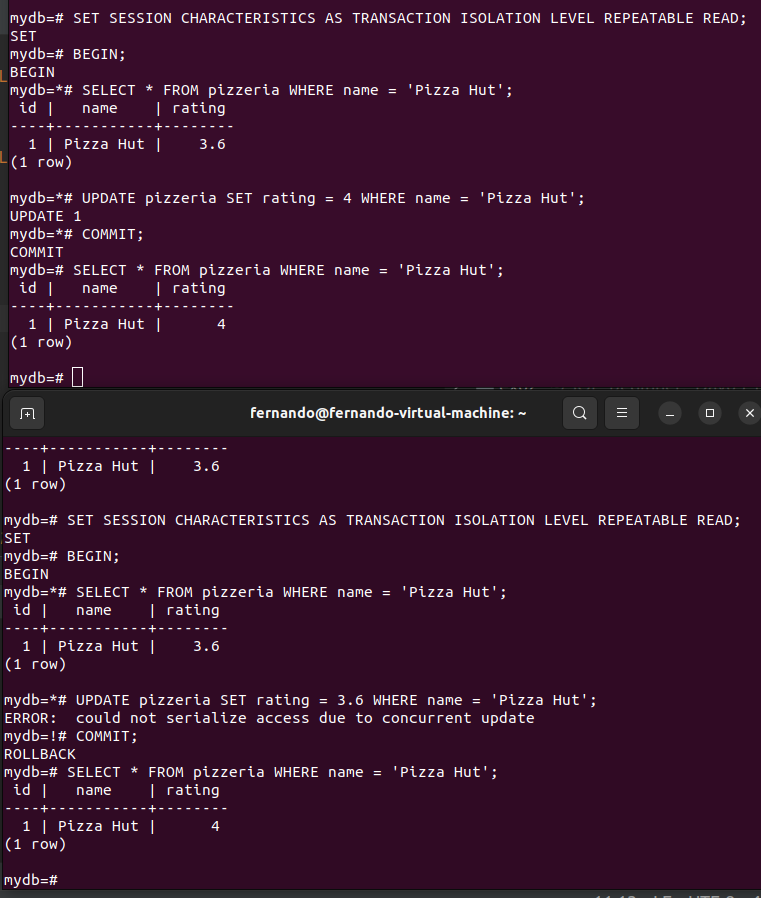 mydb=# SET SESSION CHARACTERISTICS AS TRANSACTION ISOLATION LEVEL REPEATABLE READ;
SET
mydb=# BEGIN;
BEGIN
mydb=*# SELECT * FROM pizzeria WHERE name = 'Pizza Hut';
 id |   name    | rating
----+-----------+--------
  1 | Pizza Hut |    3.6
(1 row)

mydb=*# UPDATE pizzeria SET rating = 4 WHERE name = 'Pizza Hut';
UPDATE 1
mydb=*# COMMIT;
COMMIT
mydb=# SELECT * FROM pizzeria WHERE name = 'Pizza Hut';
 id |   name    | rating
----+-----------+--------
  1 | Pizza Hut |      4
(1 row)

mydb=#
fernando@fernando-virtual-machine: ~
----+-----------+--------
  1 | Pizza Hut |    3.6
(1 row)

mydb=# SET SESSION CHARACTERISTICS AS TRANSACTION ISOLATION LEVEL REPEATABLE READ;
SET
mydb=# BEGIN;
BEGIN
mydb=*# SELECT * FROM pizzeria WHERE name = 'Pizza Hut';
 id |   name    | rating
----+-----------+--------
  1 | Pizza Hut |    3.6
(1 row)

mydb=*# UPDATE pizzeria SET rating = 3.6 WHERE name = 'Pizza Hut';
ERROR:  could not serialize access due to concurrent update
mydb=!# COMMIT;
ROLLBACK
mydb=# SELECT * FROM pizzeria WHERE name = 'Pizza Hut';
 id |   name    | rating
----+-----------+--------
  1 | Pizza Hut |      4
(1 row)

mydb=#